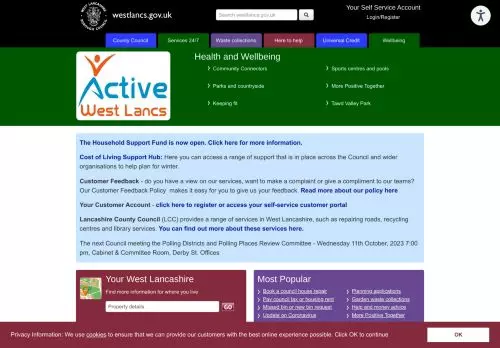 WEST LANCASHIRE
BOROUGH COUNCIL
westlancs.gov.uk
Search westlancs.gov.uk
Your Self Service Account
Login/Register
County Council
Services 24/7
Waste collections
Here to help
Universal Credit
Wellbeing
Active
West Lancs
Health and Wellbeing
Community Connectors
Sports centres and pools
Parks and countryside
More Positive Together
Keeping fit
Tawd Valley Park
The Household Support Fund is now open. Click here for more information.
Cost of Living Support Hub: Here you can access a range of support that is in place across the Council and wider
organisations to help plan for winter.
Customer Feedback - do you have a view on our services, want to make a complaint or give a compliment to our teams?
Our Customer Feedback Policy makes it easy for you to give us your feedback. Read more about our policy here
Your Customer Account - click here to register or access your self-service customer portal
Lancashire County Council (LCC) provides a range of services in West Lancashire, such as repairing roads, recycling
centres and library services. You can find out more about these services here.
The next Council meeting the Polling Districts and Polling Places Review Committee - Wednesday 11th October, 2023 7:00
pm, Cabinet & Committee Room, Derby St. Offices
Your West Lancashire
Find more information for where you live
Property details
GO
Most Popular
Book a council house repair
Pay council tax or housing rent
Missed bin or new bin request
Update on Coronavirus
Planning applications
Garden waste collections
Help and money advice
More Positive Together
Privacy Information: We use cookies to ensure that we can provide our customers with the best online experience possible. Click OK to continue
OK